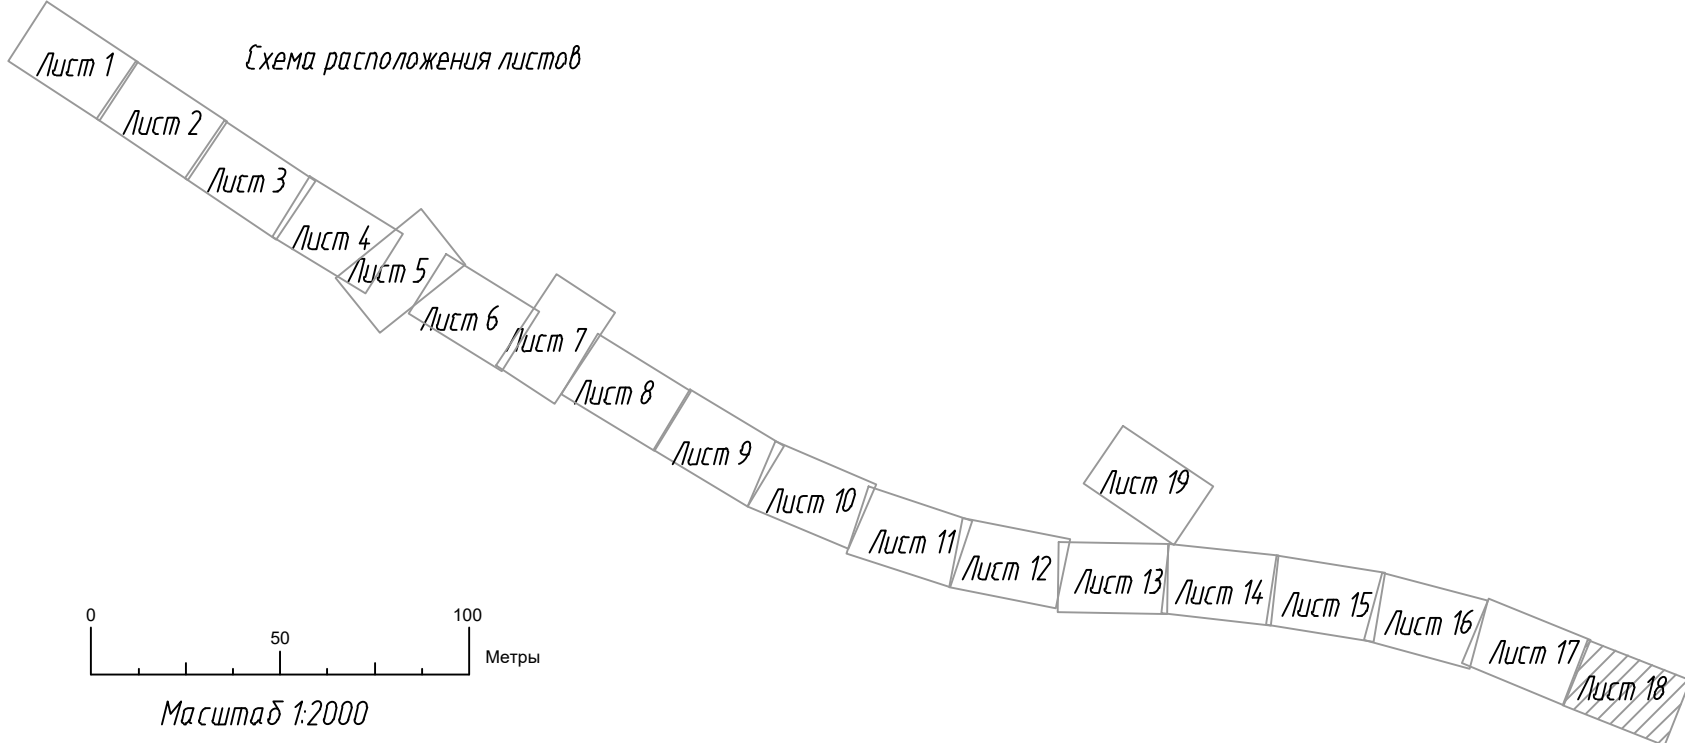 Схема расположения листов
Лист 1
Лист 2
Лист 3
Лист 4
Лист 5
Лист 6
Лист 7
Лист 8
Лист 9
Лист 10
Лист 11
Лист 12
Лист 13
Лист 14
Лист 15
Лист 16
Лист 17
Лист 18
Лист 19
0 50 100
Метры
Масштаб 1:2000